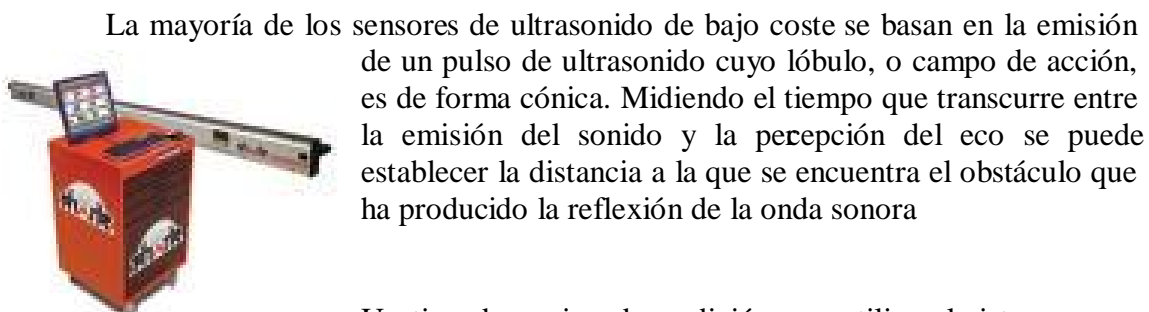 La mayoría de los sensores de ultrasonido de bajo coste se basan en la emisión
de un pulso de ultrasonido cuyo lóbulo, o campo de acción,
es de forma cónica. Midiendo el tiempo que transcurre entre
la emisión del sonido y la percepción del eco se puede
establecer la distancia a la que se encuentra el obstáculo que
ha producido la reflexión de la onda sonora